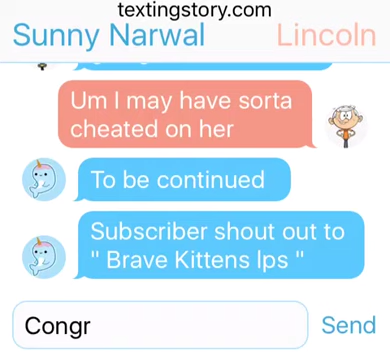 textingstory.com
Sunny Narwal Lincoln
Um I may have sorta
cheated on her
To be continued
Subscriber shout out to
" Brave Kittens lps "
Congr Send